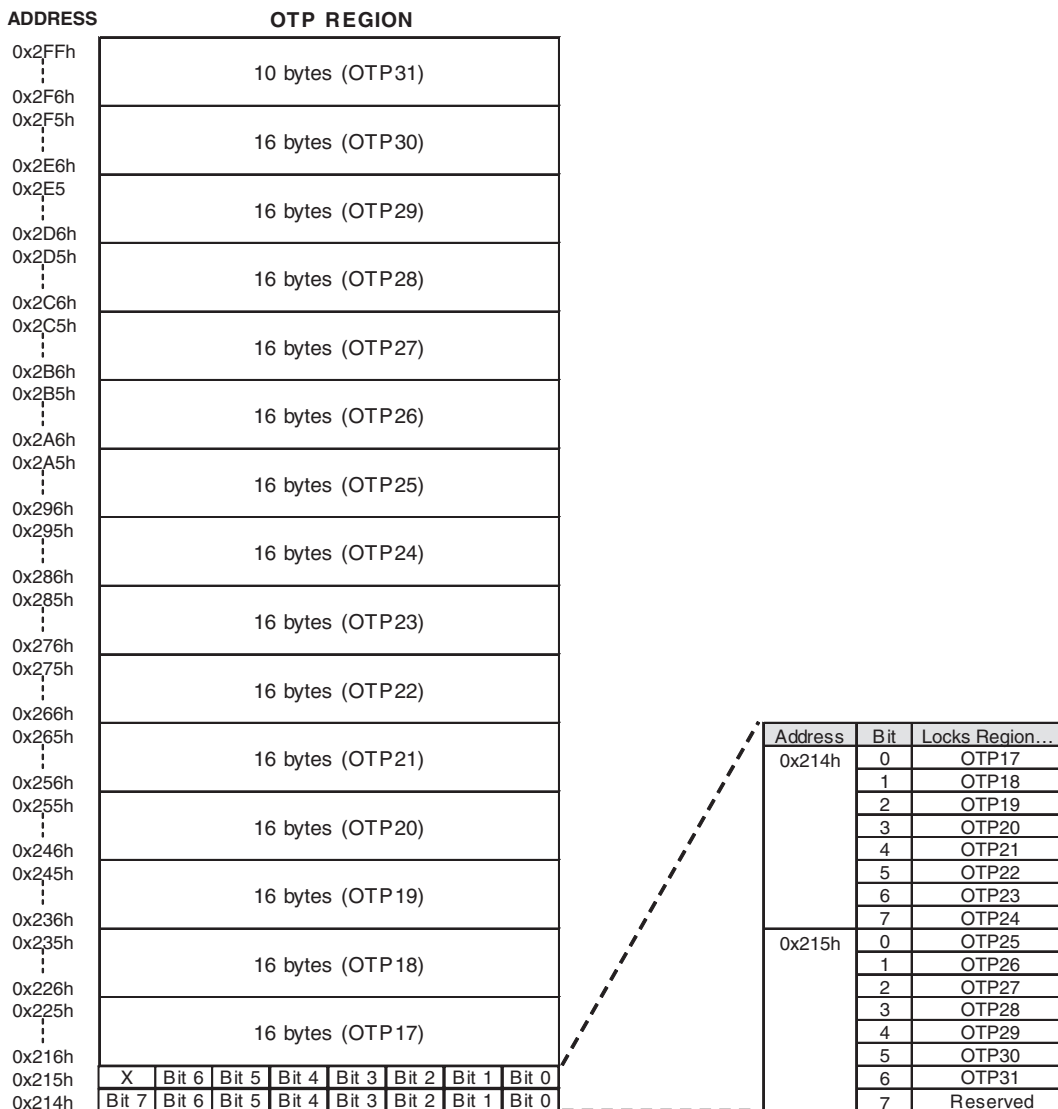 ADDRESS OTP REGION
0x2FFh
10 bytes (OTP31)
0x2F6h
0x2F5h
16 bytes (OTP30)
0x2E6h
0x2E5
16 bytes (OTP29)
0x2D6h
0x2D5h
16 bytes (OTP28)
0x2C6h
0x2C5h
16 bytes (OTP27)
0x2B6h
0x2B5h
16 bytes (OTP26)
0x2A6h
0x2A5h
16 bytes (OTP25)
0x296h
0x295h
16 bytes (OTP24)
0x286h
0x285h
16 bytes (OTP23)
0x276h
0x275h
16 bytes (OTP22)
0x266h
0x265h
16 bytes (OTP21)
0x256h
0x255h
16 bytes (OTP20)
0x246h
0x245h
16 bytes (OTP19)
0x236h
0x235h
16 bytes (OTP18)
0x226h
0x225h
16 bytes (OTP17)
0x216h
0x215h X Bit 6 Bit 5 Bit 4 Bit 3 Bit 2 Bit 1 Bit 0
0x214h Bit 7 Bit 6 Bit 5 Bit 4 Bit 3 Bit 2 Bit 1 Bit 0
Address Bit Locks Region...
0x214h 0 OTP17
1 OTP18
2 OTP19
3 OTP20
4 OTP21
5 OTP22
6 OTP23
7 OTP24
0x215h 0 OTP25
1 OTP26
2 OTP27
3 OTP28
4 OTP29
5 OTP30
6 OTP31
7 Reserved